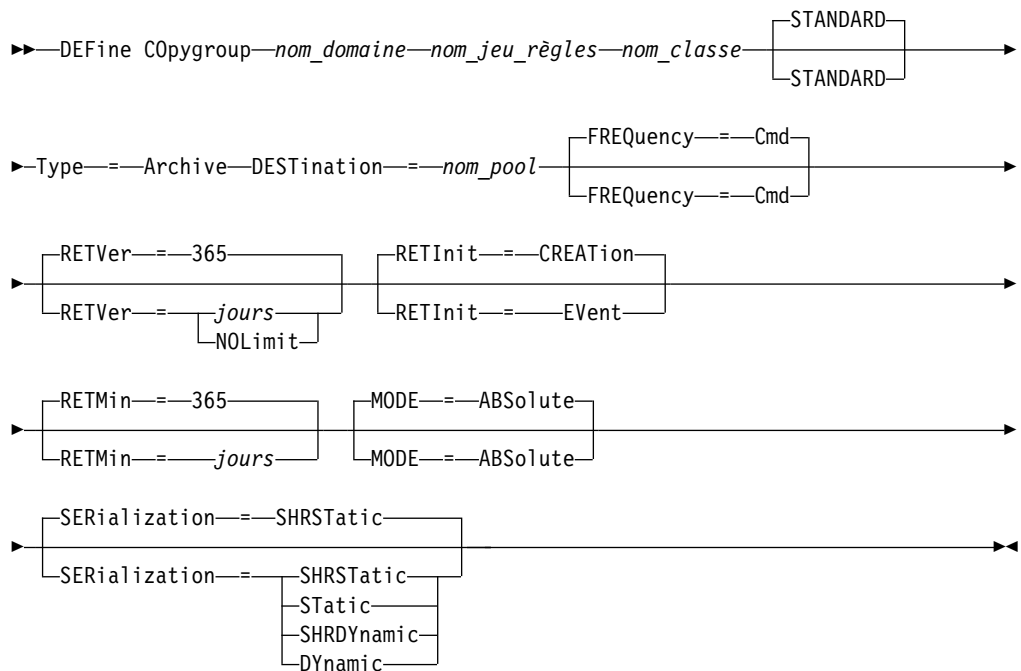 STANDARD
DEFine COpygroup nom_domaine nom_jeu_règles nom_classe
STANDARD
FREQuency = Cmd
Type = Archive DESTination = nom_pool
FREQuency = Cmd
RETVer = 365 RETInit = CREATion
RETVer = jours RETInit = EVent
NOLimit
RETMin = 365 MODE = ABSolute
RETMin = jours MODE = ABSolute
SERialization = SHRSTatic
SERialization = SHRSTatic
STatic
SHRDYnamic
DYnamic